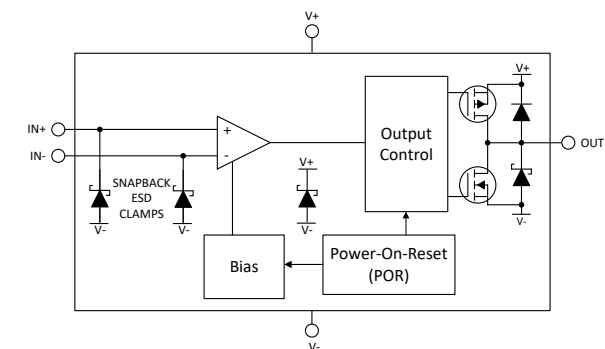 V+
V+
IN+
+
Output
Control
OUT
IN-
-
SNAPBACK
ESD
CLAMPS
V+
V-
V-
V-
V-
Bias
Power-On-Reset
(POR)
V-